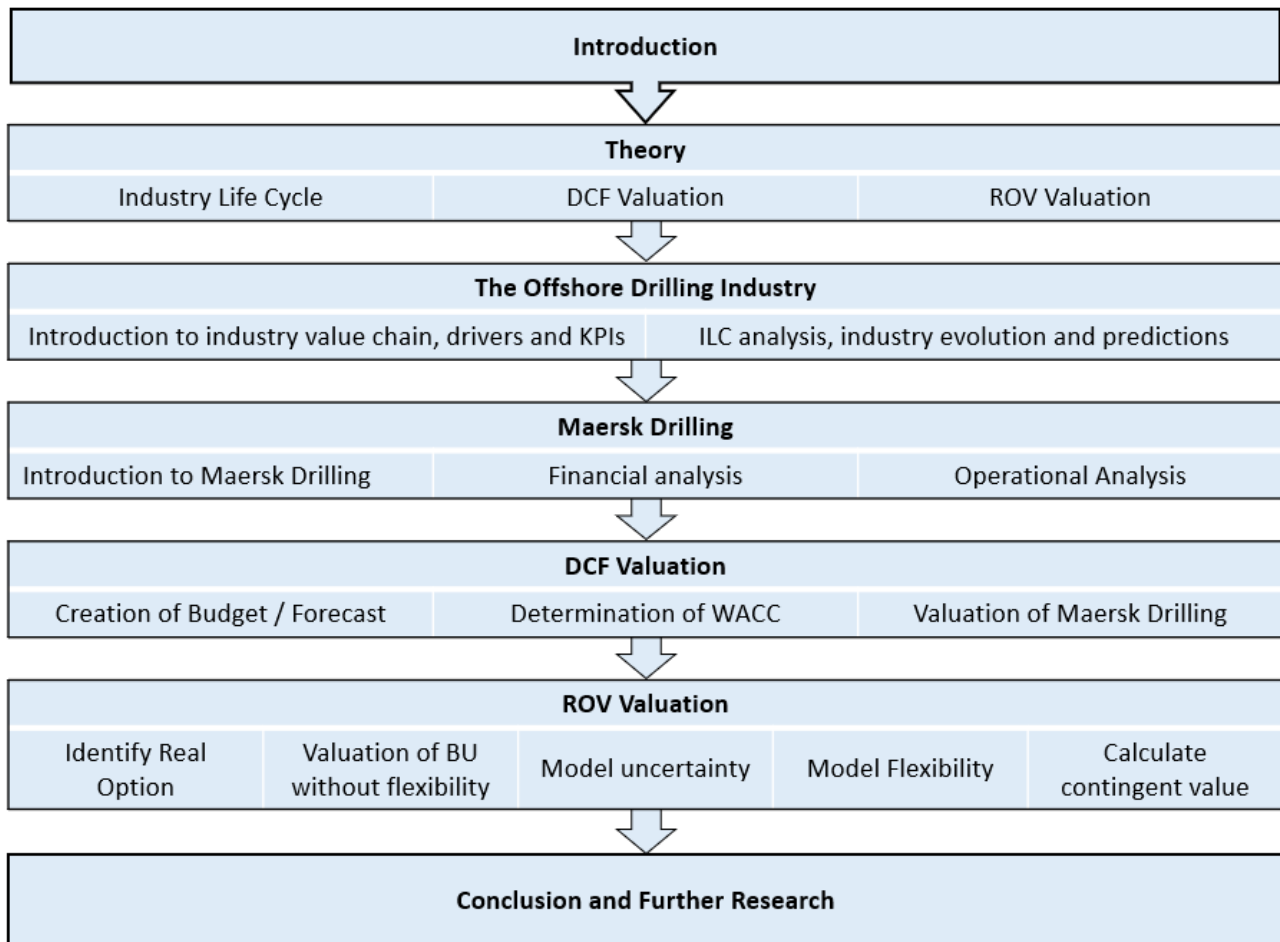 Introduction
Theory
Industry Life Cycle
DCF Valuation
ROV Valuation
The Offshore Drilling Industry
Introduction to industry value chain, drivers and KPIs
ILC analysis, industry evolution and predictions
Maersk Drilling
Introduction to Maersk Drilling
Financial analysis
Operational Analysis
DCF Valuation
Creation of Budget / Forecast
Determination of WACC
Valuation of Maersk Drilling
ROV Valuation
Identify Real
Option
Valuation of BU
without flexibility
Model uncertainty
Model Flexibility
Calculate
contingent value
Conclusion and Further Research